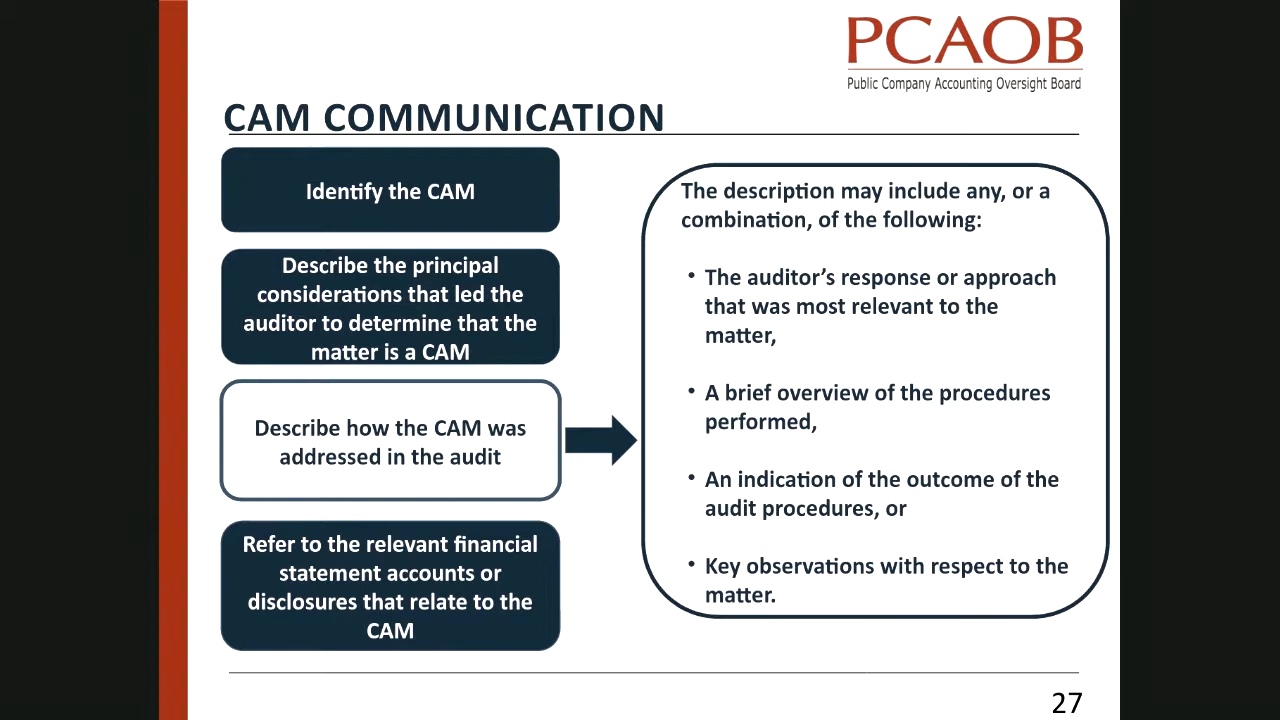 PCAOB
Public Company Accounting Oversight Board
CAM COMMUNICATION
Identify the CAM
Describe the principal
considerations that led the
auditor to determine that the
matter is a CAM
Describe how the CAM was
addressed in the audit
Refer to the relevant financial
statement accounts or
disclosures that relate to the
CAM
The description may include any, or a
combination, of the following:
• The auditor’s response or approach
that was most relevant to the
matter,
• A brief overview of the procedures
performed,
• An indication of the outcome of the
audit procedures, or
• Key observations with respect to the
matter.
27